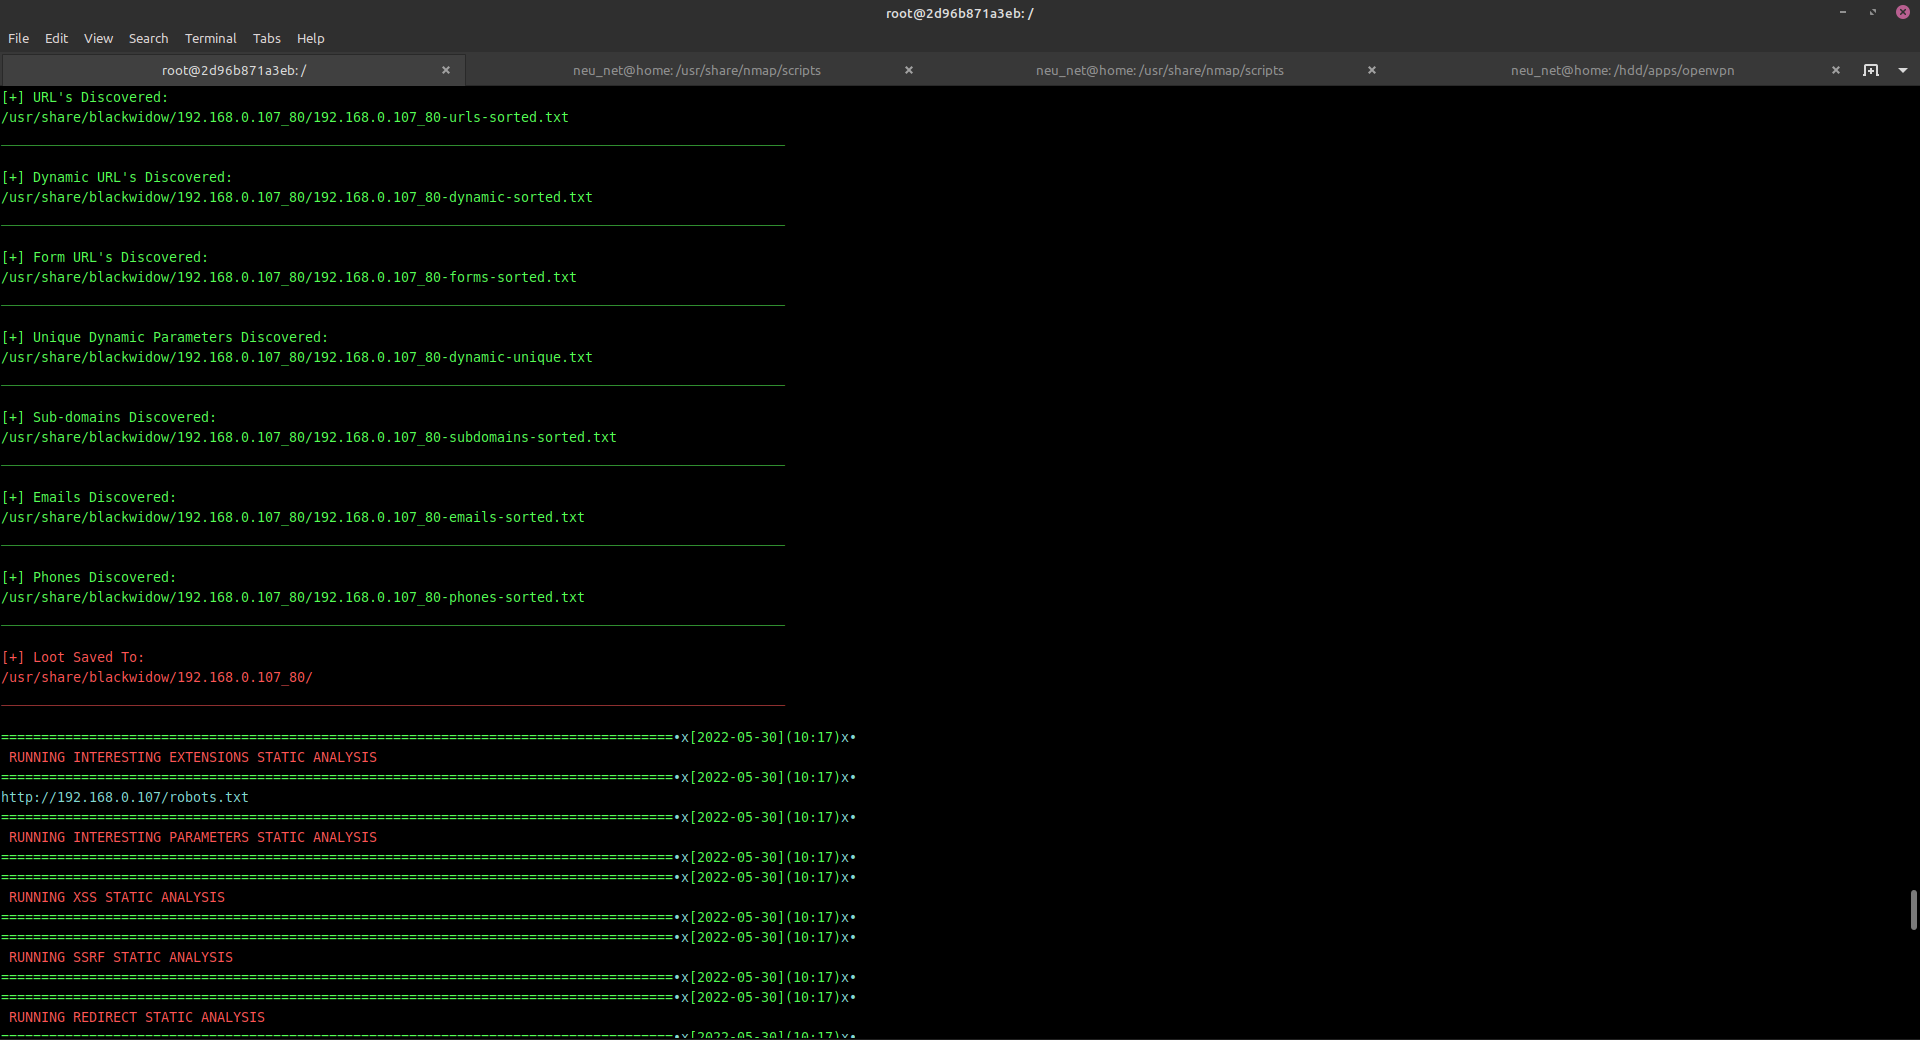 root@2d96b871a3eb: /
File Edit View Search Terminal Tabs Help
root@2d96b871a3eb: / × neu_net@home: /usr/share/nmap/scripts × neu_net@home: /usr/share/nmap/scripts × neu_net@home: /hdd/apps/openvpn ×
[+] URL's Discovered:
/usr/share/blackwidow/192.168.0.107_80/192.168.0.107_80-urls-sorted.txt
[+] Dynamic URL's Discovered:
/usr/share/blackwidow/192.168.0.107_80/192.168.0.107_80-dynamic-sorted.txt
[+] Form URL's Discovered:
/usr/share/blackwidow/192.168.0.107_80/192.168.0.107_80-forms-sorted.txt
[+] Unique Dynamic Parameters Discovered:
/usr/share/blackwidow/192.168.0.107_80/192.168.0.107_80-dynamic-unique.txt
[+] Sub-domains Discovered:
/usr/share/blackwidow/192.168.0.107_80/192.168.0.107_80-subdomains-sorted.txt
[+] Emails Discovered:
/usr/share/blackwidow/192.168.0.107_80/192.168.0.107_80-emails-sorted.txt
[+] Phones Discovered:
/usr/share/blackwidow/192.168.0.107_80/192.168.0.107_80-phones-sorted.txt
[+] Loot Saved To:
/usr/share/blackwidow/192.168.0.107_80/
====================================================================================•x[2022-05-30](10:17)x•
RUNNING INTERESTING EXTENSIONS STATIC ANALYSIS
====================================================================================•x[2022-05-30](10:17)x•
http://192.168.0.107/robots.txt
====================================================================================•x[2022-05-30](10:17)x•
RUNNING INTERESTING PARAMETERS STATIC ANALYSIS
====================================================================================•x[2022-05-30](10:17)x•
====================================================================================•x[2022-05-30](10:17)x•
RUNNING XSS STATIC ANALYSIS
====================================================================================•x[2022-05-30](10:17)x•
====================================================================================•x[2022-05-30](10:17)x•
RUNNING SSRF STATIC ANALYSIS
====================================================================================•x[2022-05-30](10:17)x•
====================================================================================•x[2022-05-30](10:17)x•
RUNNING REDIRECT STATIC ANALYSIS
====================================================================================•x[2022-05-30](10:17)x•